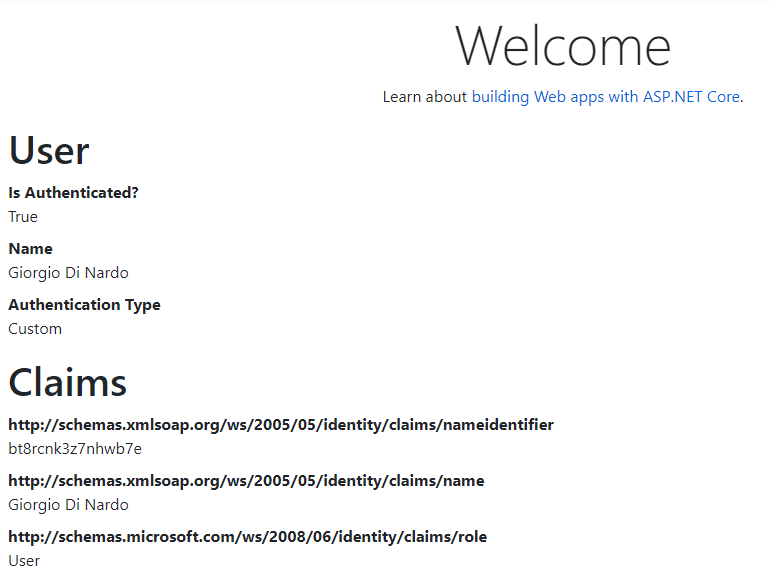 Welcome
Learn about building Web apps with ASP.NET Core.
User
Is Authenticated?
True
Name
Giorgio Di Nardo
Authentication Type
Custom
Claims
http://schemas.xmlsoap.org/ws/2005/05/identity/claims/nameidentifier
bt8rcnk3z7nhwb7e
http://schemas.xmlsoap.org/ws/2005/05/identity/claims/name
Giorgio Di Nardo
http://schemas.microsoft.com/ws/2008/06/identity/claims/role
User